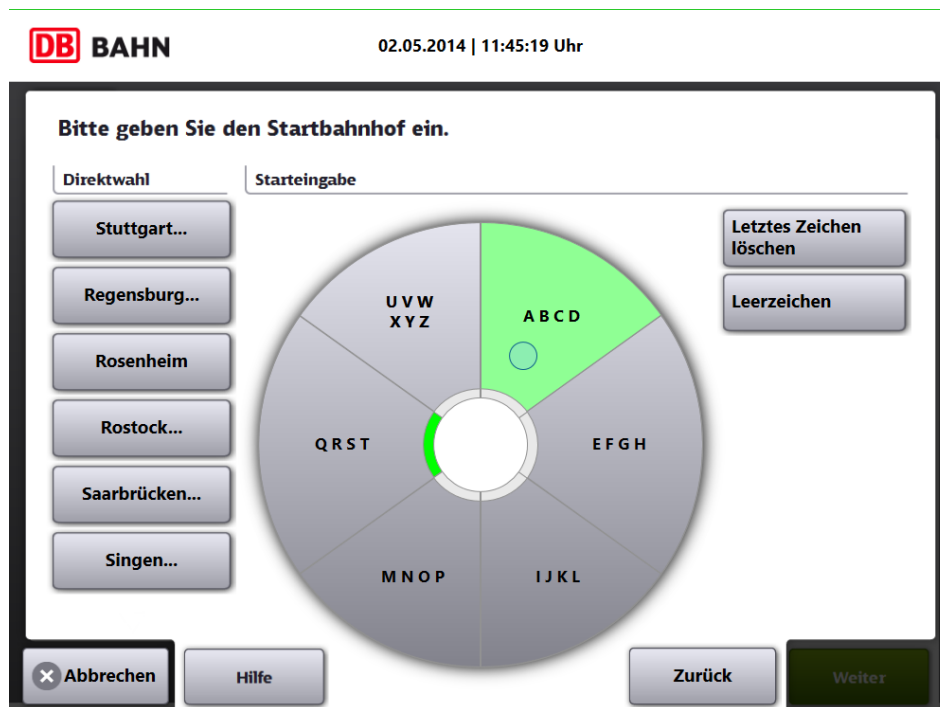 DB BAHN
02.05.2014 | 11:45:19 Uhr
Bitte geben Sie den Startbahnhof ein.
Direktwahl
Starteingabe
Stuttgart...
Regensburg...
Rosenheim
Rostock...
Saarbrücken...
Singen...
U V W
X Y Z
A B C D
Q R S T
E F G H
M N O P
I J K L
Letztes Zeichen
löschen
Leerzeichen
Abbrechen
Hilfe
Zurück
Weiter